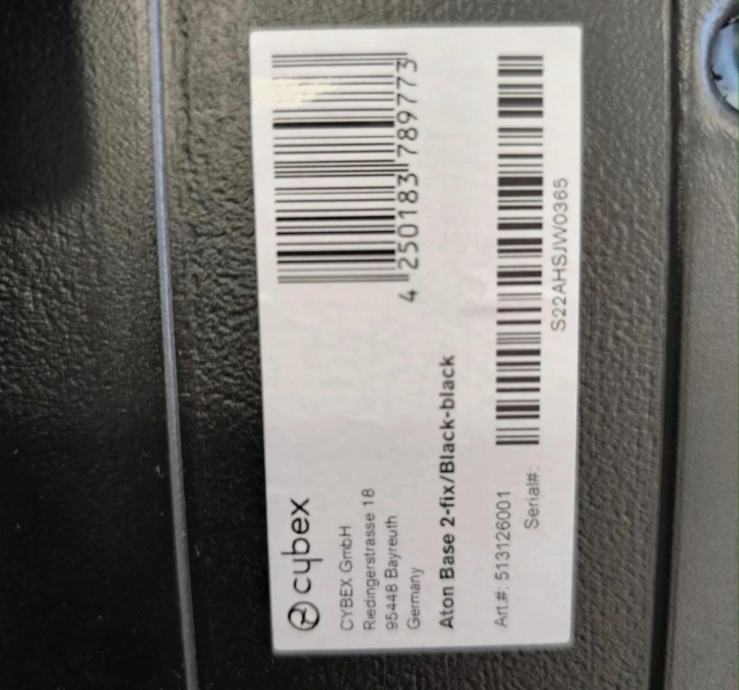 cybex
CYBEX GmbH
Riedingerstrasse 18
95448 Bayreuth
Germany
4 250183 789773
Aton Base 2-fix/Black-black
Art.#: 513126001
Serial#:
S22AHSJW0365